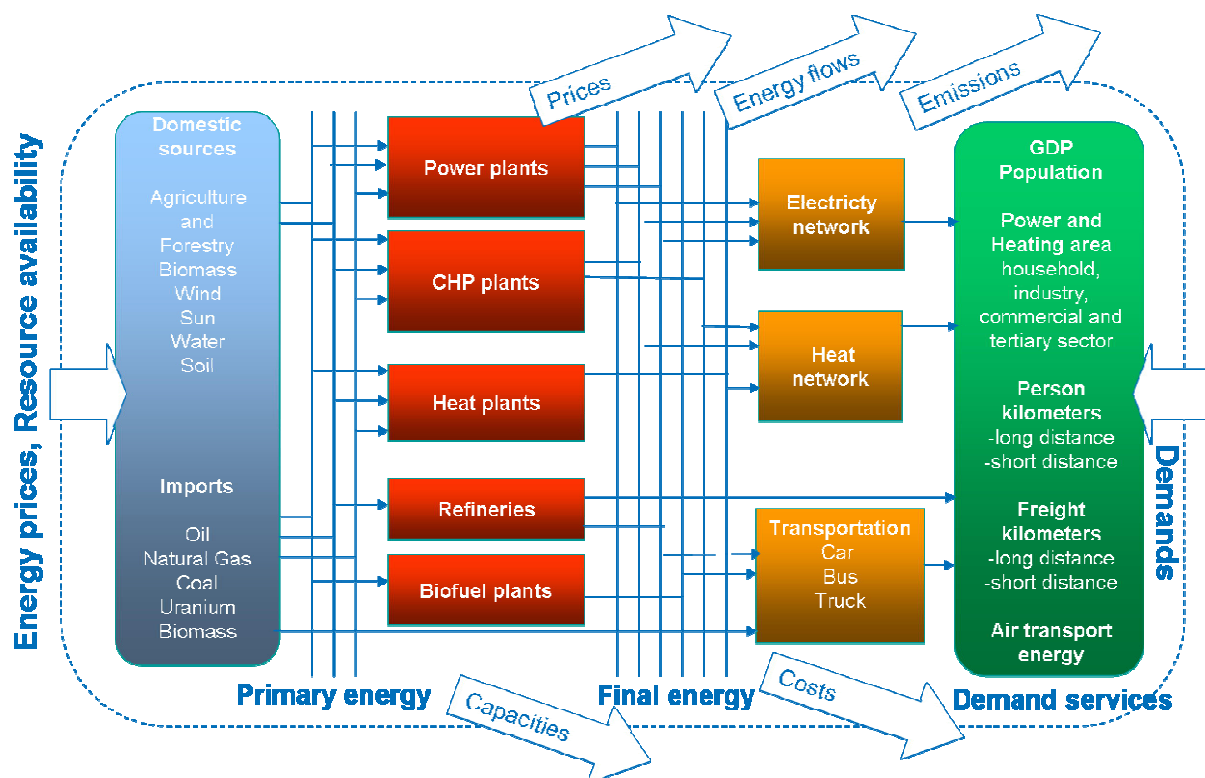 Energy prices, Resource availability
Domestic
sources
Agriculture
and
Forestry
Biomass
Wind
Sun
Water
Soil
Imports
Oil
Natural Gas
Coal
Uranium
Biomass
Primary energy
Power plants
CHP plants
Heat plants
Refineries
Biofuel plants
Capacities
Prices
Final energy
Energy flows
Electricty
network
Heat
network
Transportation
Car
Bus
Truck
Costs
Emissions
GDP
Population
Power and
Heating area
household,
industry,
commercial and
tertiary sector
Person
kilometers
-long distance
-short distance
Freight
kilometers
-long distance
-short distance
Air transport
energy
Demand services
Demands